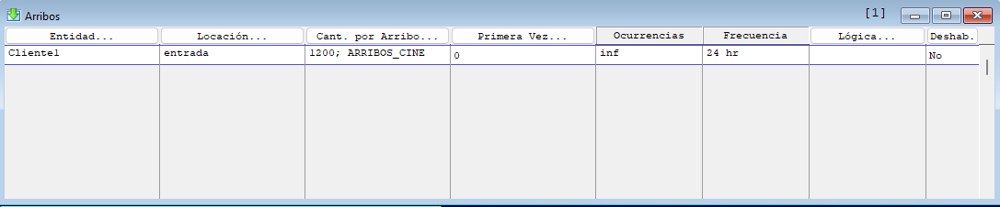 Arribos [1]
Entidad... Locación... Cant. por Arribo... Primera Vez... Ocurrencias Frecuencia Lógica... Deshab.
Cliente1 entrada 1200; ARRIBOS_CINE 0 inf 24 hr No